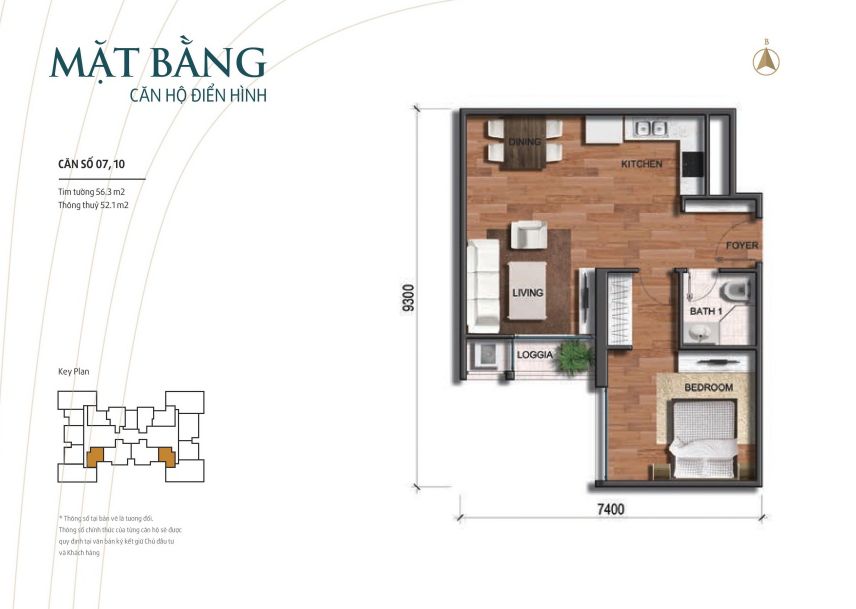 MẶT BẰNG
CĂN HỘ ĐIỂN HÌNH
B
CĂN SỐ 07, 10
Tim tường 56.3 m2
Thông thuỷ 52.1 m2
DINING
KITCHEN
FOYER
LIVING
BATH 1
LOGGIA
BEDROOM
9300
7400
Key Plan
* Thông số tại bản vẽ là tương đối.
Thông số chính thức của từng căn hộ sẽ được
quy định tại văn bản ký kết giữ Chủ đầu tư
và Khách hàng